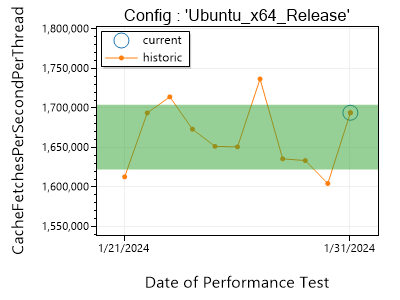 Config : 'Ubuntu_x64_Release'
CacheFetchesPerSecondPerThread
1,800,000
1,750,000
1,700,000
1,650,000
1,600,000
1,550,000
current
historic
1/21/2024
1/31/2024
Date of Performance Test